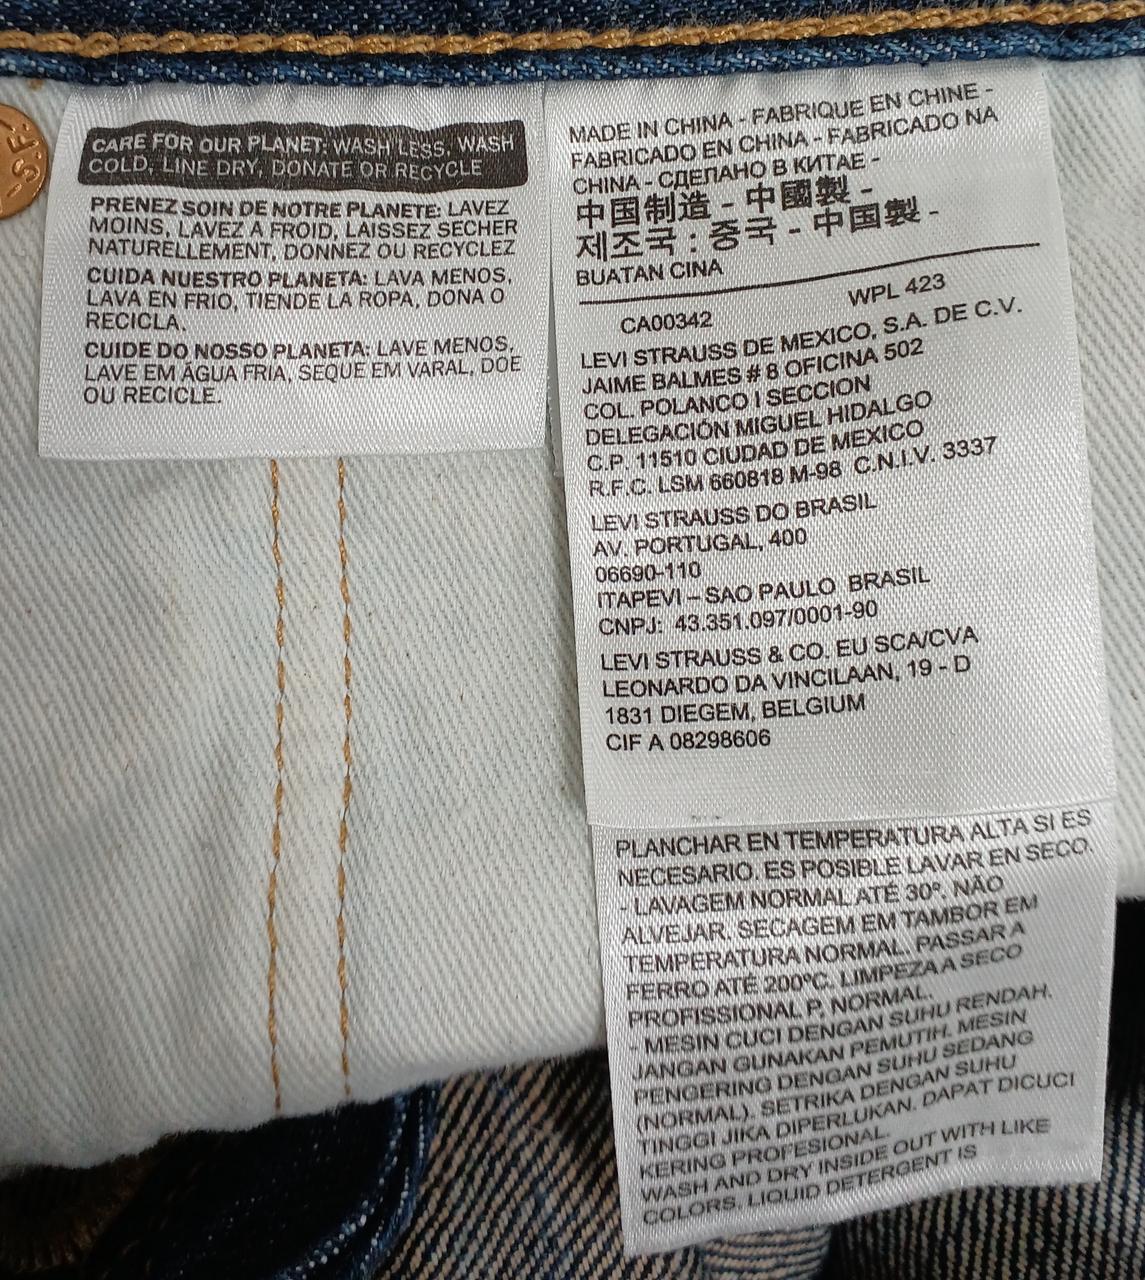 S.F.
CARE FOR OUR PLANET: WASH LESS, WASH
COLD, LINE DRY, DONATE OR RECYCLE
PRENEZ SOIN DE NOTRE PLANETE: LAVEZ
MOINS, LAVEZ A FROID, LAISSEZ SECHER
NATURELLEMENT, DONNEZ OU RECYCLEZ
CUIDA NUESTRO PLANETA: LAVA MENOS,
LAVA EN FRIO, TIENDE LA ROPA, DONA O
RECICLA.
CUIDE DO NOSSO PLANETA: LAVE MENOS,
LAVE EM ÁGUA FRIA, SEQUE EM VARAL, DOE
OU RECICLE.
MADE IN CHINA - FABRIQUE EN CHINE -
FABRICADO EN CHINA - FABRICADO NA
CHINA - СДЕЛАНО В КИТАЕ -
中国制造 - 中國製 -
제조국 : 중국 - 中国製 -
BUATAN CINA
CA00342 WPL 423
LEVI STRAUSS DE MEXICO, S.A. DE C.V.
JAIME BALMES # 8 OFICINA 502
COL. POLANCO I SECCION
DELEGACIÓN MIGUEL HIDALGO
C.P. 11510 CIUDAD DE MEXICO
R.F.C. LSM 660818 M-98 C.N.I.V. 3337
LEVI STRAUSS DO BRASIL
AV. PORTUGAL, 400
06690-110
ITAPEVI – SAO PAULO BRASIL
CNPJ: 43.351.097/0001-90
LEVI STRAUSS & CO. EU SCA/CVA
LEONARDO DA VINCILAAN, 19 - D
1831 DIEGEM, BELGIUM
CIF A 08298606
PLANCHAR EN TEMPERATURA ALTA SI ES
NECESARIO. ES POSIBLE LAVAR EN SECO.
- LAVAGEM NORMAL ATÉ 30º. NÃO
ALVEJAR. SECAGEM EM TAMBOR EM
TEMPERATURA NORMAL. PASSAR A
FERRO ATÉ 200ºC. LIMPEZA A SECO
PROFISSIONAL P, NORMAL.
- MESIN CUCI DENGAN SUHU RENDAH.
JANGAN GUNAKAN PEMUTIH. MESIN
PENGERING DENGAN SUHU SEDANG
(NORMAL). SETRIKA DENGAN SUHU
TINGGI JIKA DIPERLUKAN. DAPAT DICUCI
KERING PROFESIONAL.
WASH AND DRY INSIDE OUT WITH LIKE
COLORS. LIQUID DETERGENT IS